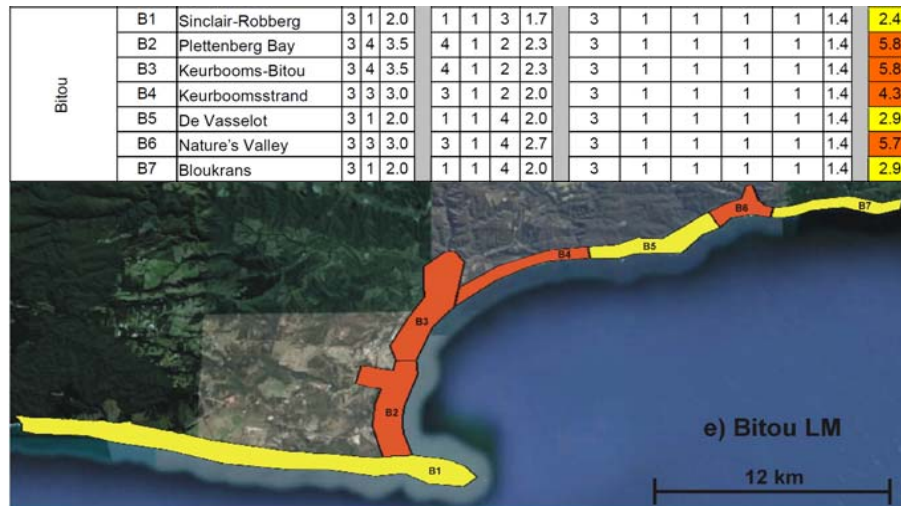 Bitou
B1 Sinclair-Robberg 3 1 2.0 1 1 3 1.7 3 1 1 1 1 1.4 2.4
B2 Plettenberg Bay 3 4 3.5 4 1 2 2.3 3 1 1 1 1 1.4 5.8
B3 Keurbooms-Bitou 3 4 3.5 4 1 2 2.3 3 1 1 1 1 1.4 5.8
B4 Keurboomsstrand 3 3 3.0 3 1 2 2.0 3 1 1 1 1 1.4 4.3
B5 De Vasselot 3 1 2.0 1 1 4 2.0 3 1 1 1 1 1.4 2.9
B6 Nature's Valley 3 3 3.0 3 1 4 2.7 3 1 1 1 1 1.4 5.7
B7 Bloukrans 3 1 2.0 1 1 4 2.0 3 1 1 1 1 1.4 2.9
B7
B6
B5
B4
B3
B2
B1
e) Bitou LM
12 km